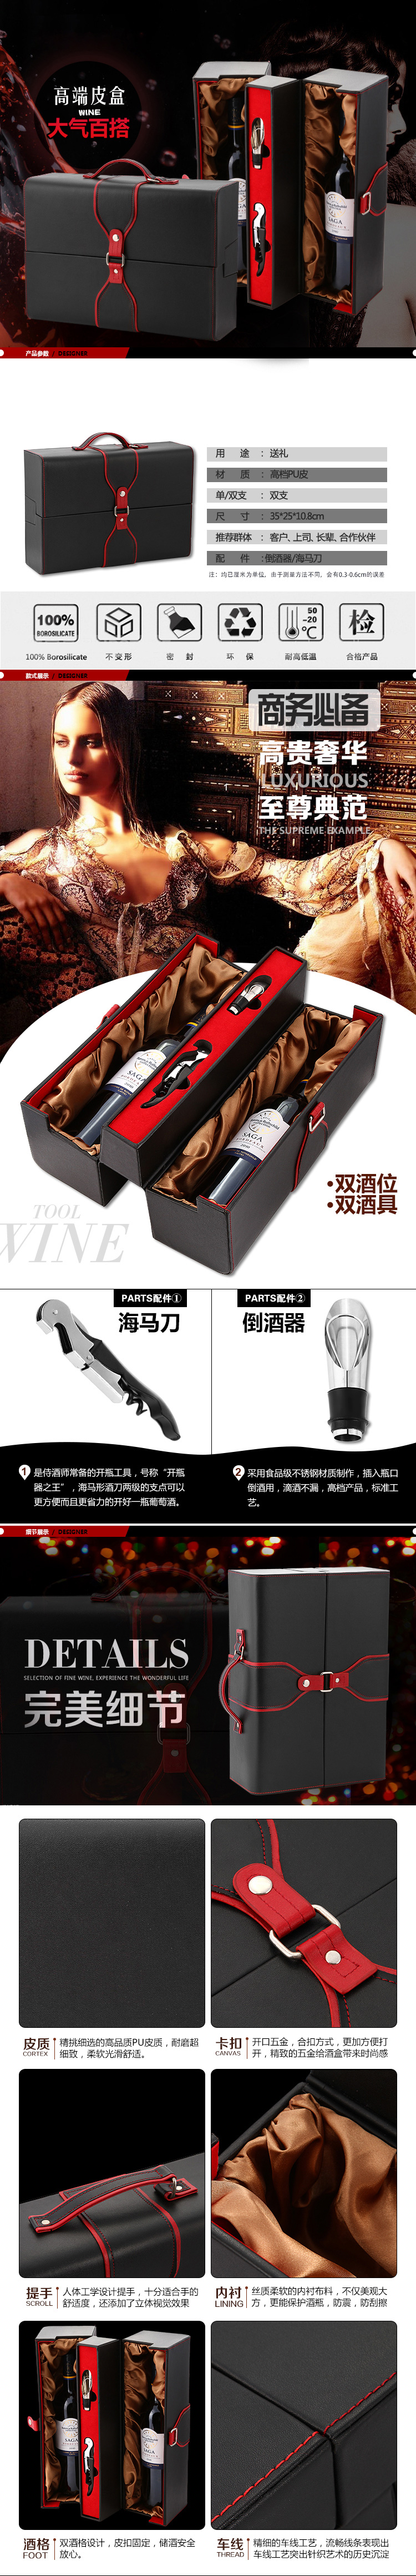 高端皮盒
WINE
大气百搭
SAGA
SAGA
产品参数 DESIGNER
用 途 : 送礼
材 质 : 高档PU皮
单/双支 : 双支
尺 寸 : 35*25*10.8cm
推荐群体 : 客户、上司、长辈、合作伙伴
配 件 :倒酒器/海马刀
注：均已厘米为单位，由于测量方法不同，会有0.3-0.6cm的误差
100%
BOROSILICATE
50
~20
℃
检
100% Borosilicate
不变形
密 封
环 保
耐高低温
合格产品
款式展示 DESIGNER
商务必备
高贵奢华
LUXURIOUS
至尊典范
THE SUPREME EXAMPLE
SAGA
SAGA
·双酒位
·双酒具
TOOL
WINE
PARTS配件①
海马刀
PARTS配件②
倒酒器
1 是侍酒师常备的开瓶工具，号称“开瓶
器之王”，海马形酒刀两级的支点可以
更方便而且更省力的开好一瓶葡萄酒。
2 采用食品级不锈钢材质制作，插入瓶口
倒酒用，滴酒不漏，高档产品，标准工
艺。
细节展示 DESIGNER
DETAILS
SELECTION OF FINE WINE, EXPERIENCE THE WONDERFUL LIFE
完美细节
皮质
CORTEX
精挑细选的高品质PU皮质，耐磨超
细致，柔软光滑舒适。
卡扣
CANVAS
开口五金，合扣方式，更加方便打
开，精致的五金给酒盒带来时尚感
提手
SCROLL
人体工学设计提手，十分适合手的
舒适度，还添加了立体视觉效果
内衬
LINING
丝质柔软的内衬布料，不仅美观大
方，更能保护酒瓶，防震，防刮擦
SAGA
SAGA
酒格
FOOT
双酒格设计，皮扣固定，储酒安全
放心。
车线
THREAD
精细的车线工艺，流畅线条表现出
车线工艺突出针织艺术的历史沉淀